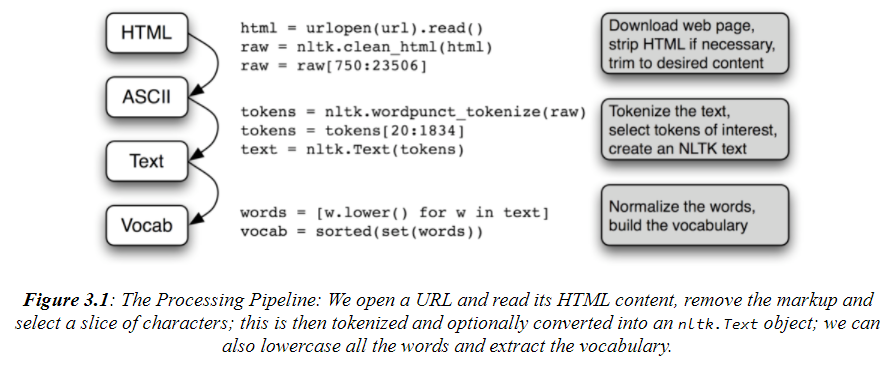 HTML
html = urlopen(url).read()
raw = nltk.clean_html(html)
raw = raw[750:23506]
Download web page,
strip HTML if necessary,
trim to desired content
ASCII
tokens = nltk.wordpunct_tokenize(raw)
tokens = tokens[20:1834]
text = nltk.Text(tokens)
Tokenize the text,
select tokens of interest,
create an NLTK text
Text
words = [w.lower() for w in text]
vocab = sorted(set(words))
Normalize the words,
build the vocabulary
Vocab
Figure 3.1: The Processing Pipeline: We open a URL and read its HTML content, remove the markup and
select a slice of characters; this is then tokenized and optionally converted into an nltk.Text object; we can
also lowercase all the words and extract the vocabulary.